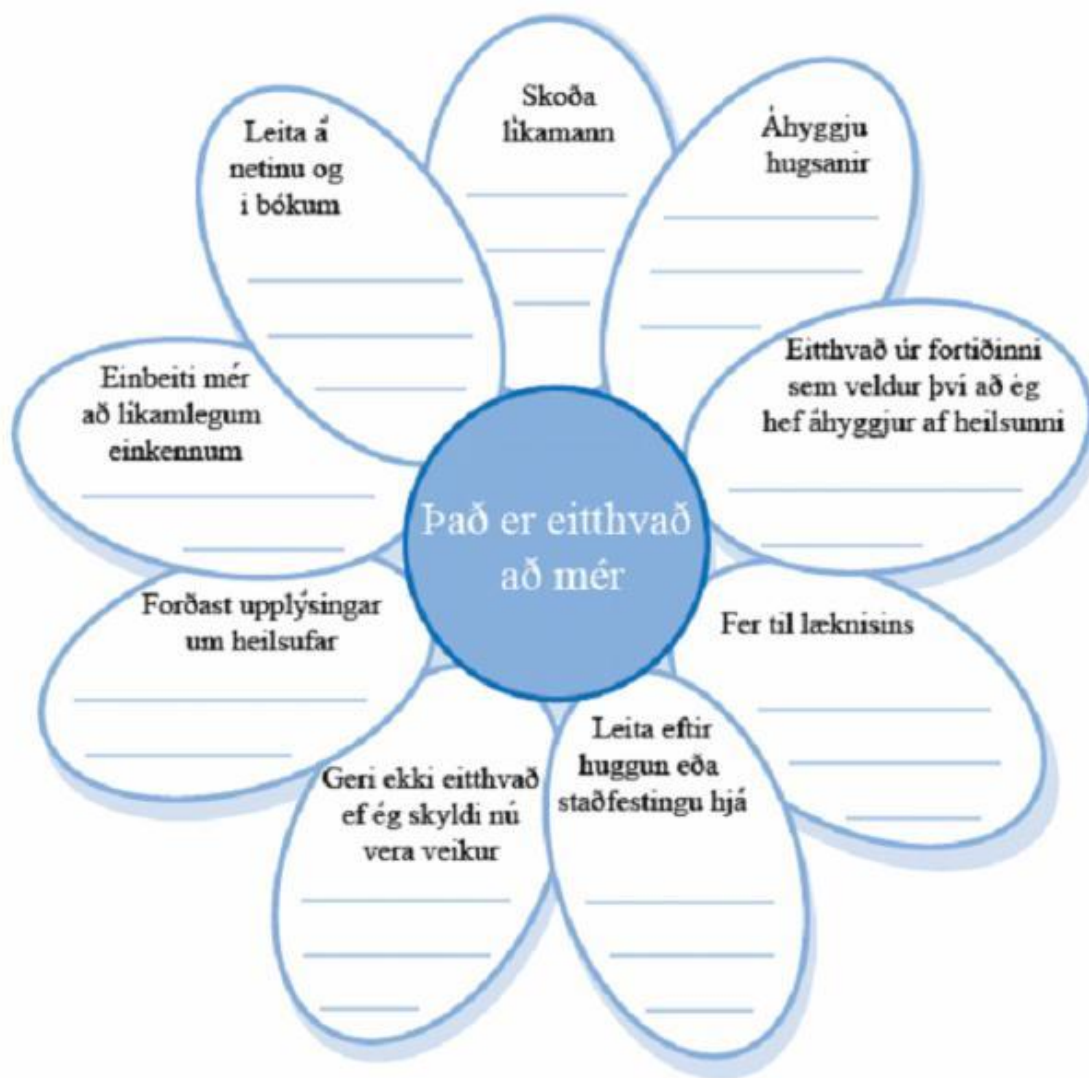 Skoða
líkamann
Áhyggju
hugsanir
Eitthvað úr fortíðinni
sem veldur því að ég
hef áhyggjur af heilsunni
Fer til læknisins
Leita eftir
huggun eða
staðfestingu hjá
Geri ekki eitthvað
ef ég skyldi nú
vera veikur
Forðast upplýsingar
um heilsufar
Einbeiti mér
að líkamlegum
einkennum
Leita á
netinu og
i bókum
Það er eitthvað
að mér